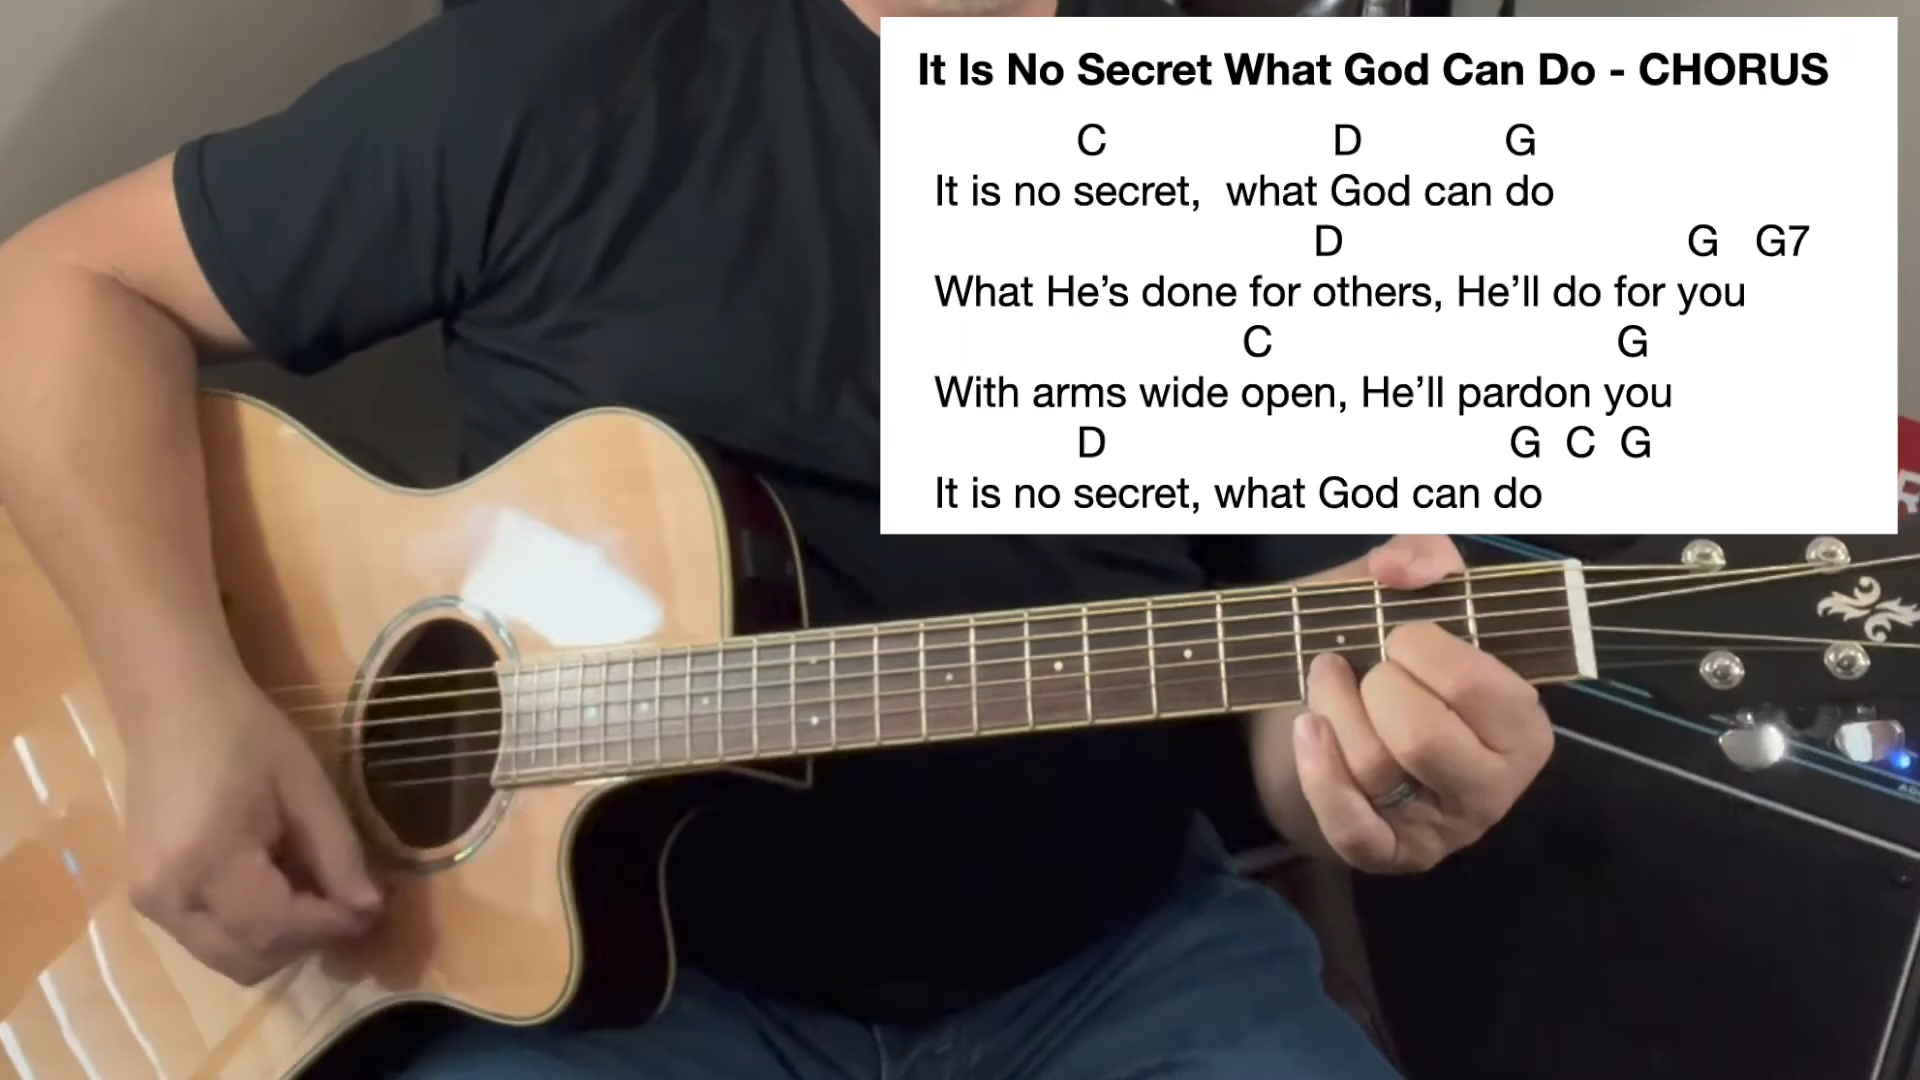 It Is No Secret What God Can Do - CHORUS
C D G
It is no secret, what God can do
D G G7
What He’s done for others, He’ll do for you
C G
With arms wide open, He’ll pardon you
D G C G
It is no secret, what God can do